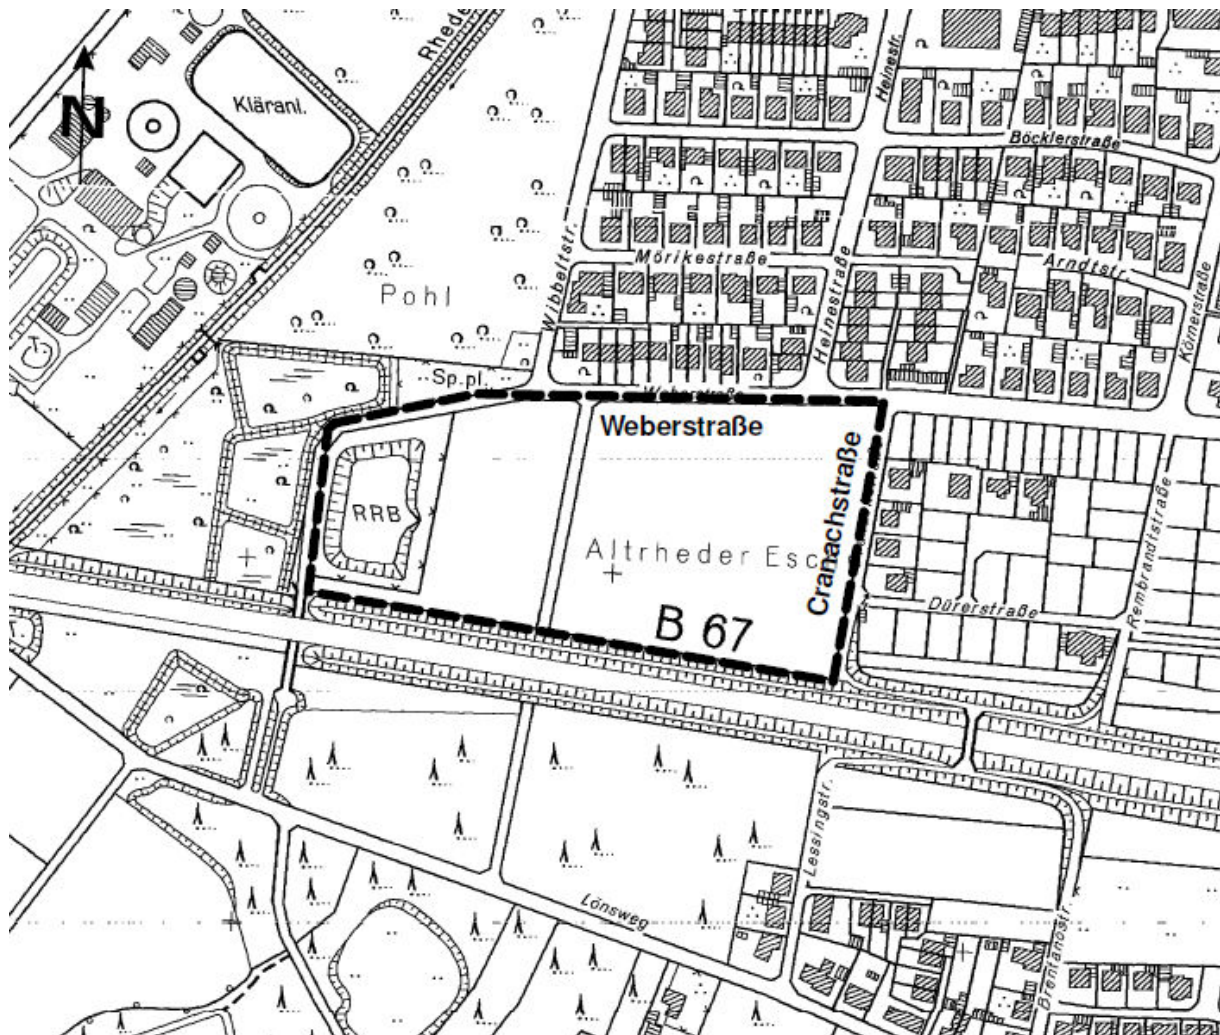 Rhede
Heinestr.
Kläranl.
N
Böcklerstraße
Wibbeltstr.
Mörikestraße
Heinestraße
Arndtstr.
Körnerstraße
Pohl
Sp.pl.
Weberstraße
Weberstraße
Cranachstraße
RRB
Altrheder Esc
Rembrandtstraße
Dürerstraße
B 67
Lessingstr.
Lönsweg
Brentanostr.